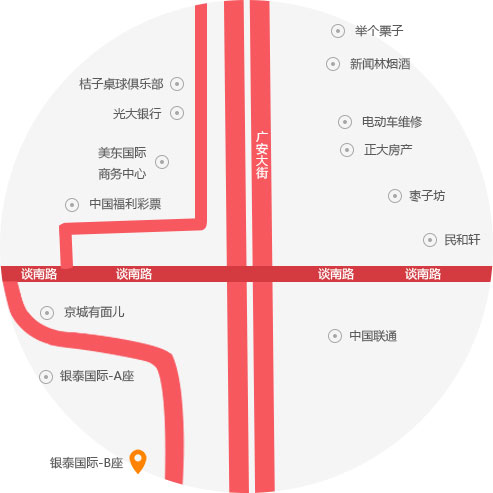 举个栗子
新闻林烟酒
桔子桌球俱乐部
光大银行
电动车维修
广安大街
正大房产
美东国际
商务中心
枣子坊
中国福利彩票
民和轩
谈南路
谈南路
谈南路
谈南路
京城有面儿
中国联通
银泰国际-A座
银泰国际-B座